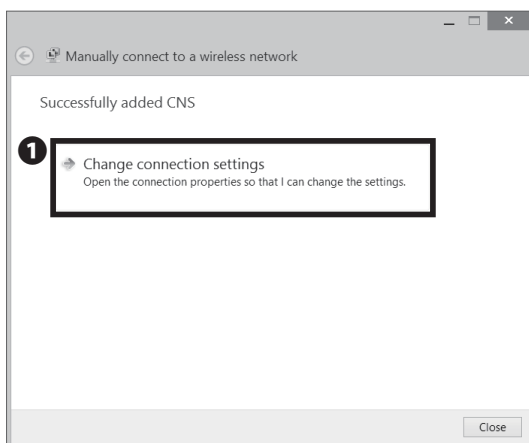 Manually connect to a wireless network
Successfully added CNS
1
Change connection settings
Open the connection properties so that I can change the settings.
Close